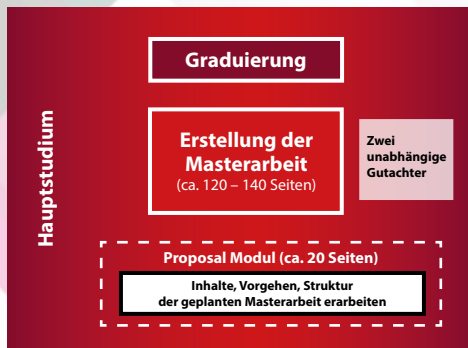 Hauptstudium
Graduierung
Erstellung der
Masterarbeit
(ca. 120 – 140 Seiten)
Zwei
unabhängige
Gutachter
Proposal Modul (ca. 20 Seiten)
Inhalte, Vorgehen, Struktur
der geplanten Masterarbeit erarbeiten